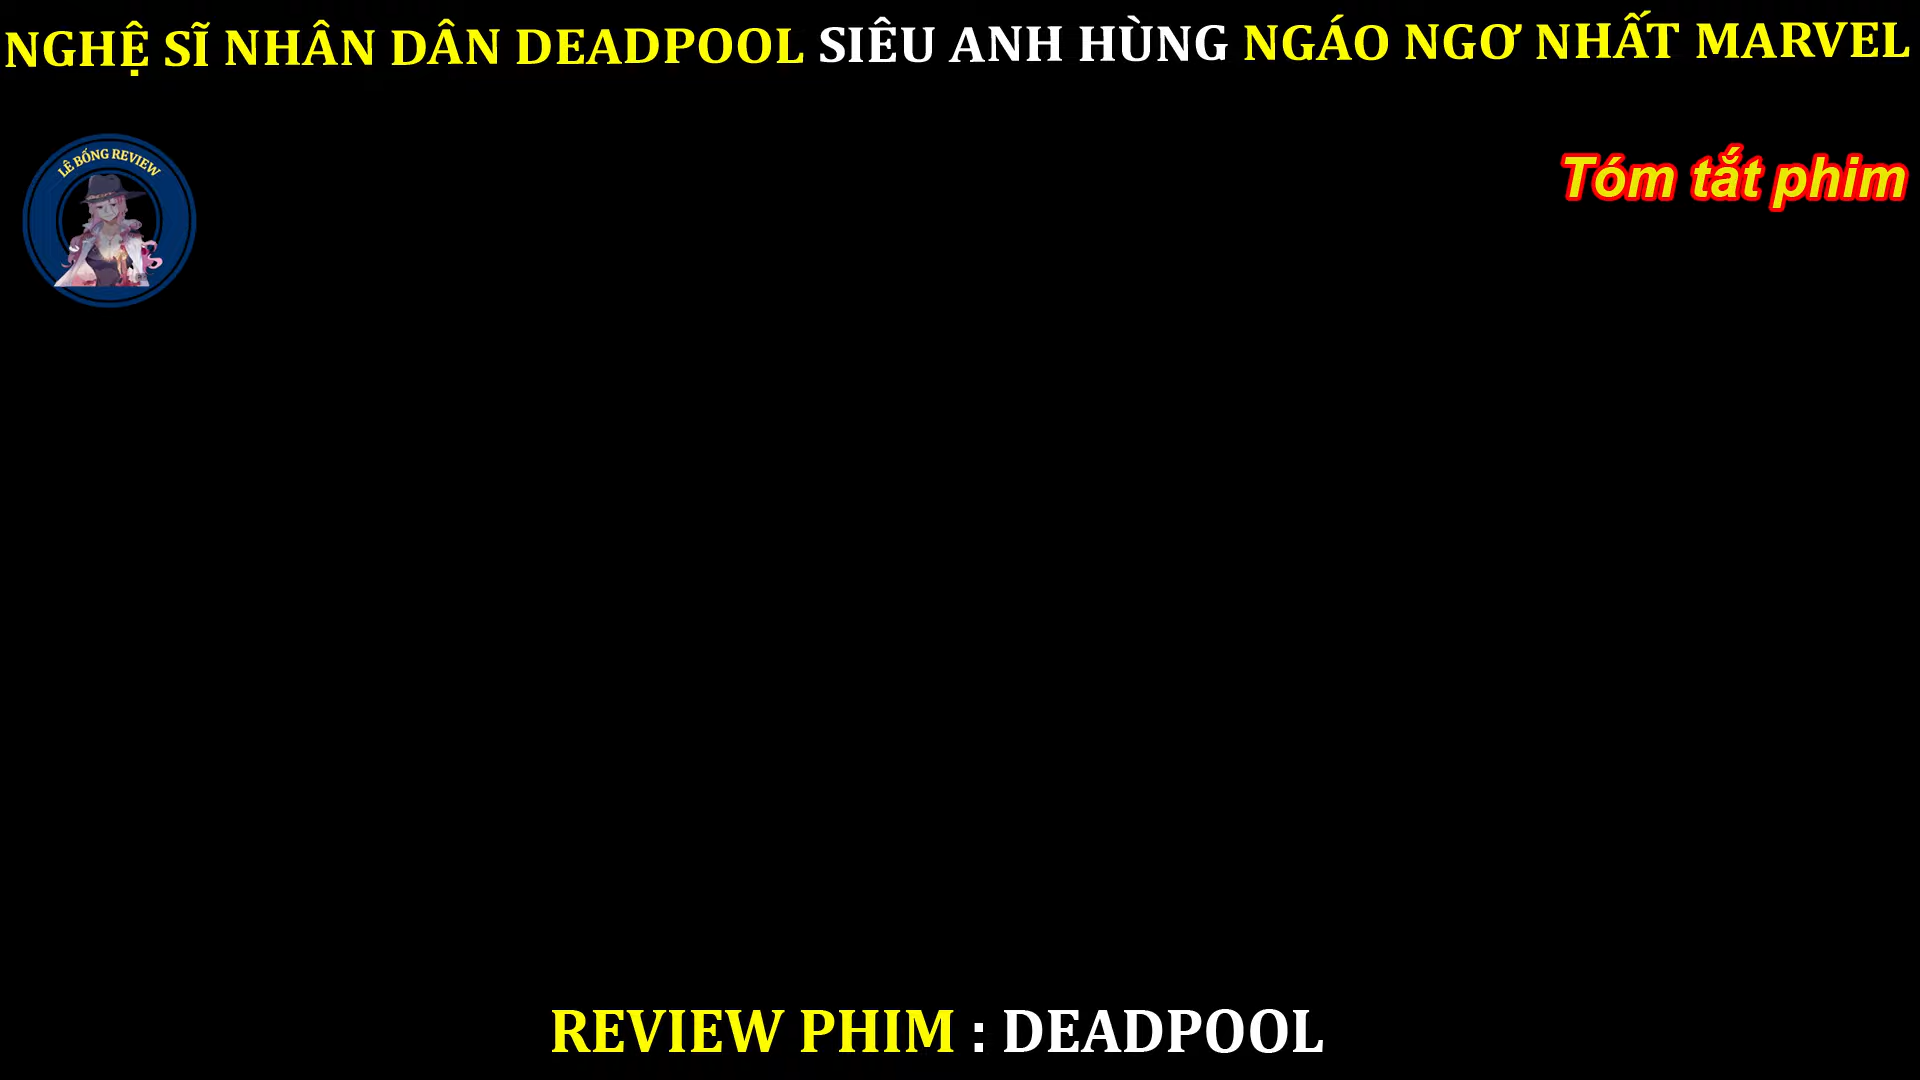 NGHỆ SĨ NHÂN DÂN DEADPOOL SIÊU ANH HÙNG NGÁO NGƠ NHẤT MARVEL
LÊ BỐNG REVIEW
Tóm tắt phim
REVIEW PHIM : DEADPOOL